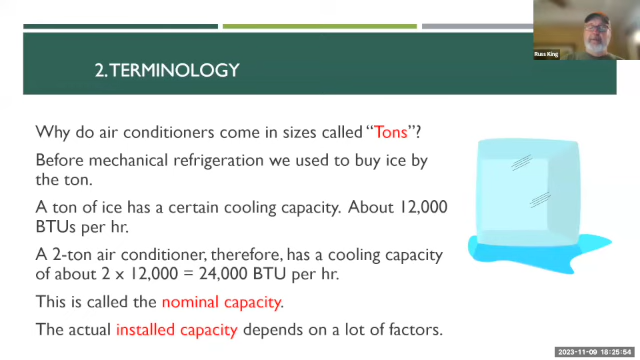 Russ King
2. TERMINOLOGY
Why do air conditioners come in sizes called “Tons”?
Before mechanical refrigeration we used to buy ice by
the ton.
A ton of ice has a certain cooling capacity. About 12,000
BTUs per hr.
A 2-ton air conditioner, therefore, has a cooling capacity
of about 2 x 12,000 = 24,000 BTU per hr.
This is called the nominal capacity.
The actual installed capacity depends on a lot of factors.
2023-11-09 18:25:54